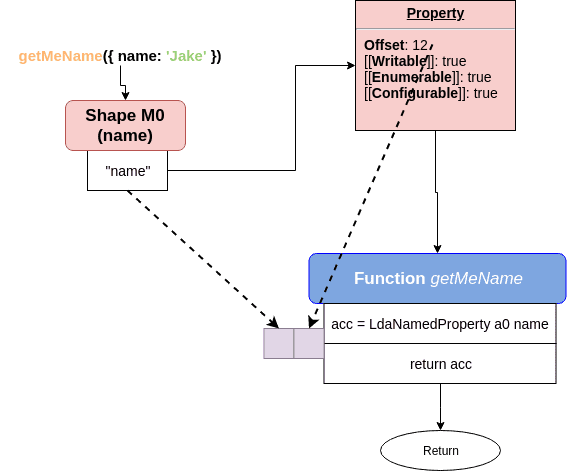 getMeName({ name: 'Jake' })
Shape M0
(name)
"name"
Property
Offset: 12
[[Writable]]: true
[[Enumerable]]: true
[[Configurable]]: true
Function getMeName
acc = LdaNamedProperty a0 name
return acc
Return